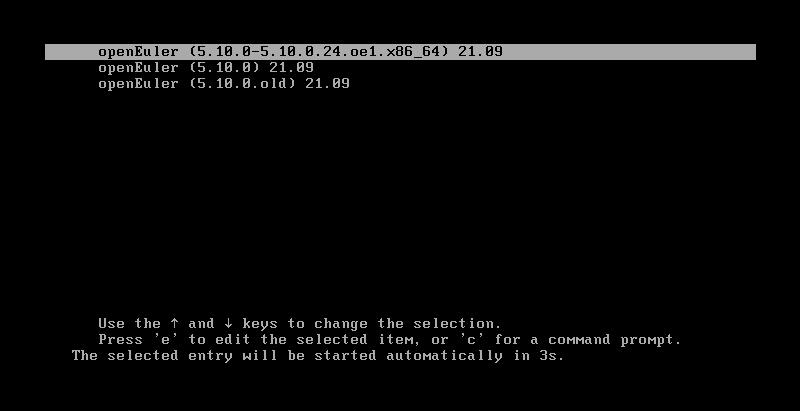 openEuler (5.10.0-5.10.0.24.oe1.x86_64) 21.09
openEuler (5.10.0) 21.09
openEuler (5.10.0.old) 21.09
Use the ↑ and ↓ keys to change the selection.
Press 'e' to edit the selected item, or 'c' for a command prompt.
The selected entry will be started automatically in 3s.